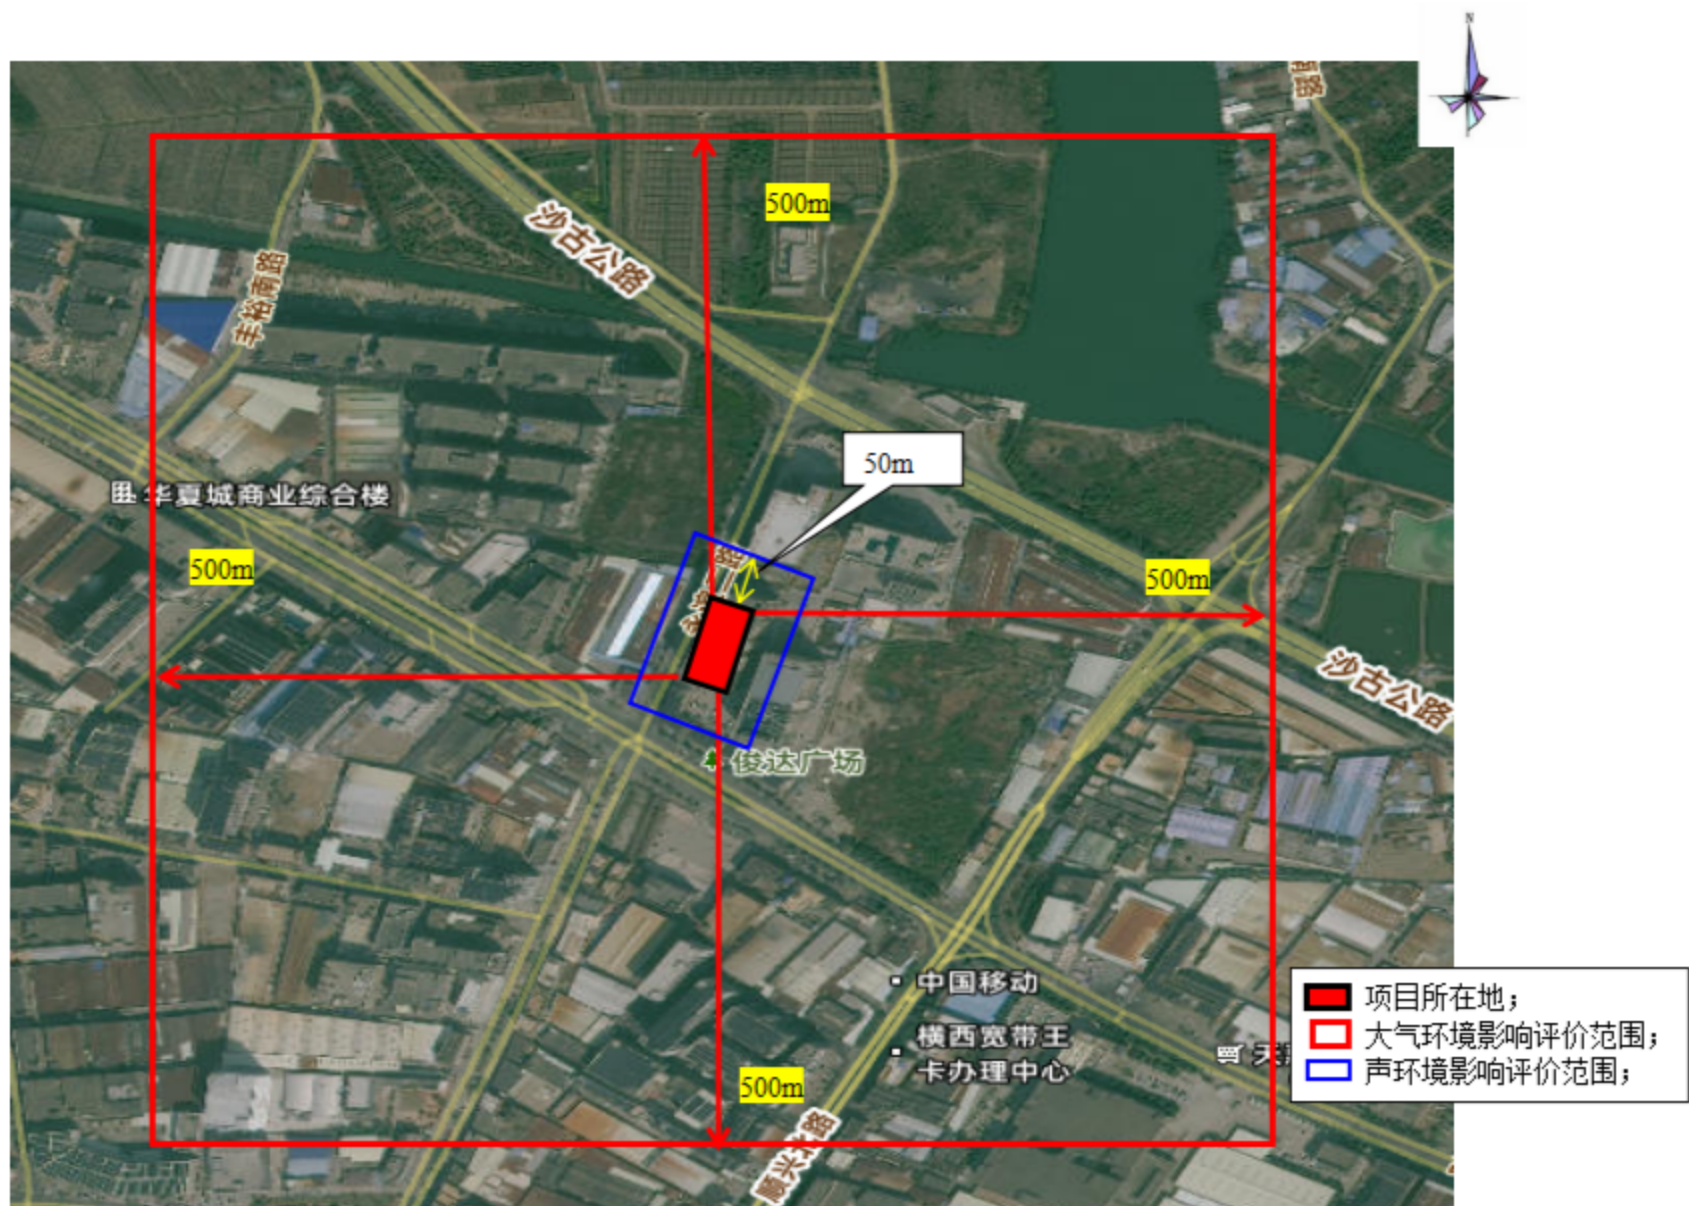 N
南路
500m
沙古公路
丰裕南路
50m
华夏城商业综合楼
500m
500m
路
沙古公路
俊达广场
中国移动
横西宽带王
卡办理中心
500m
项目所在地；
大气环境影响评价范围；
声环境影响评价范围；